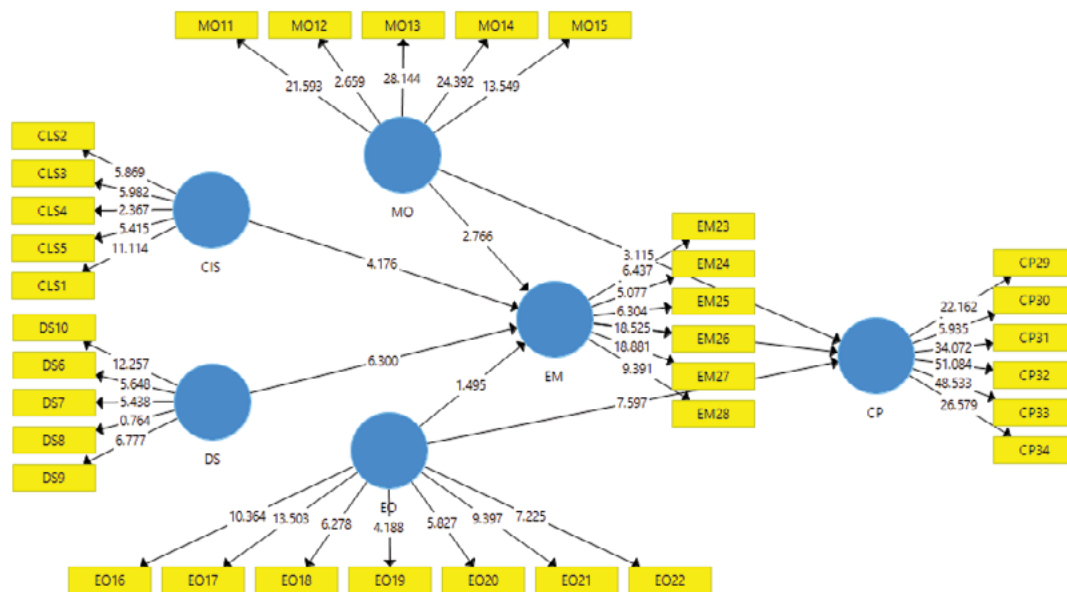 MO11 MO12 MO13 MO14 MO15
21.593 2.659 28.144 24.392 13.549
MO
CLS2
CLS3
CLS4
CLS5
CLS1
5.869
5.982
2.367
5.415
11.114
CIS
2.766
4.176
3.115
DS10
DS6
DS7
DS8
DS9
12.257
5.648
5.438
0.764
6.777
DS
6.300
1.495
EM
EM23
EM24
EM25
EM26
EM27
EM28
6.437
5.077
6.304
18.525
18.881
9.391
7.597
CP29
CP30
CP31
CP32
CP33
CP34
22.162
5.935
34.072
51.084
48.533
26.579
CP
EO
10.364 13.503 6.278 4.188 5.827 9.397 7.225
EO16 EO17 EO18 EO19 EO20 EO21 EO22